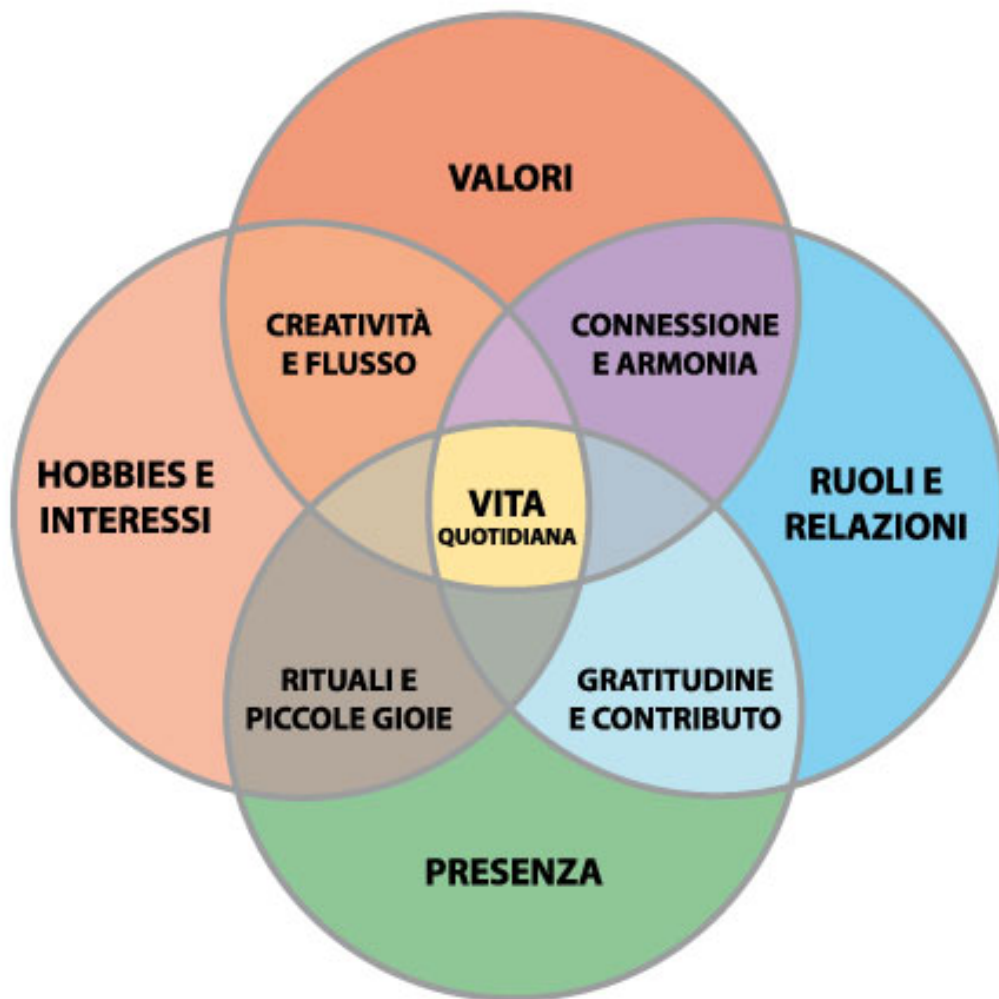 VALORI
CREATIVITÀ
E FLUSSO
CONNESSIONE
E ARMONIA
HOBBIES E
INTERESSI
VITA
QUOTIDIANA
RUOLI E
RELAZIONI
RITUALI E
PICCOLE GIOIE
GRATITUDINE
E CONTRIBUTO
PRESENZA